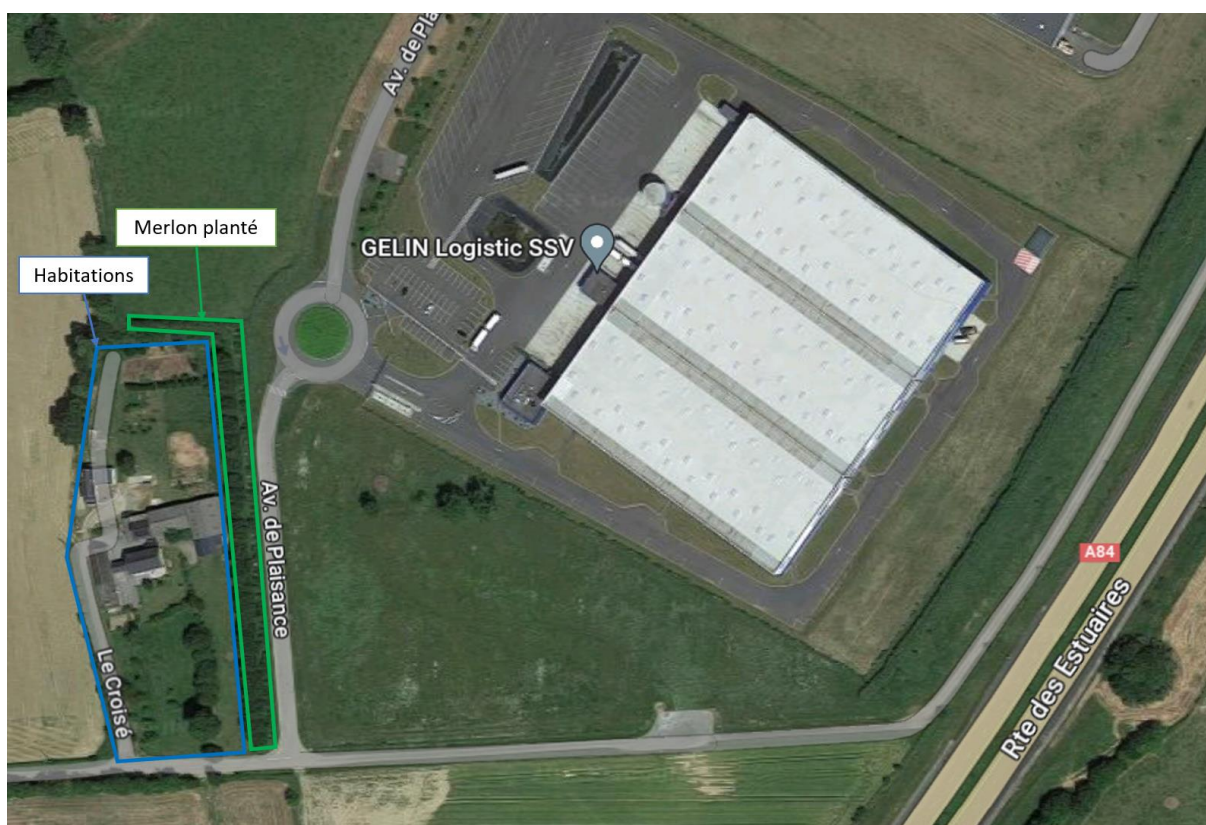 Av. de Pla
Merlon planté
Habitations
GELIN Logistic SSV
Av. de Plaisance
Le Croisé
A84
Rte des Estuaires